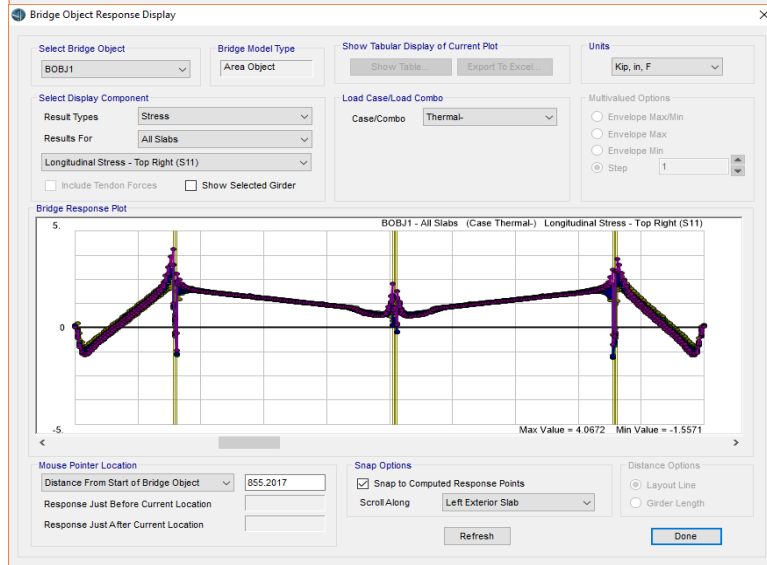 Bridge Object Response Display
Select Bridge Object
BOBJ1
Bridge Model Type
Area Object
Show Tabular Display of Current Plot
Show Table...
Export To Excel...
Units
Kip, in, F
Select Display Component
Result Types
Stress
Results For
All Slabs
Longitudinal Stress - Top Right (S11)
Include Tendon Forces
Show Selected Girder
Load Case/Load Combo
Case/Combo
Thermal-
Multivalued Options
Envelope Max/Min
Envelope Max
Envelope Min
Step
1
Bridge Response Plot
BOBJ1 - All Slabs (Case Thermal-) Longitudinal Stress - Top Right (S11)
5.
0
-5.
Max Value = 4.0672 Min Value = -1.5571
Mouse Pointer Location
Distance From Start of Bridge Object
855.2017
Response Just Before Current Location
Response Just After Current Location
Snap Options
Snap to Computed Response Points
Scroll Along
Left Exterior Slab
Distance Options
Layout Line
Girder Length
Refresh
Done